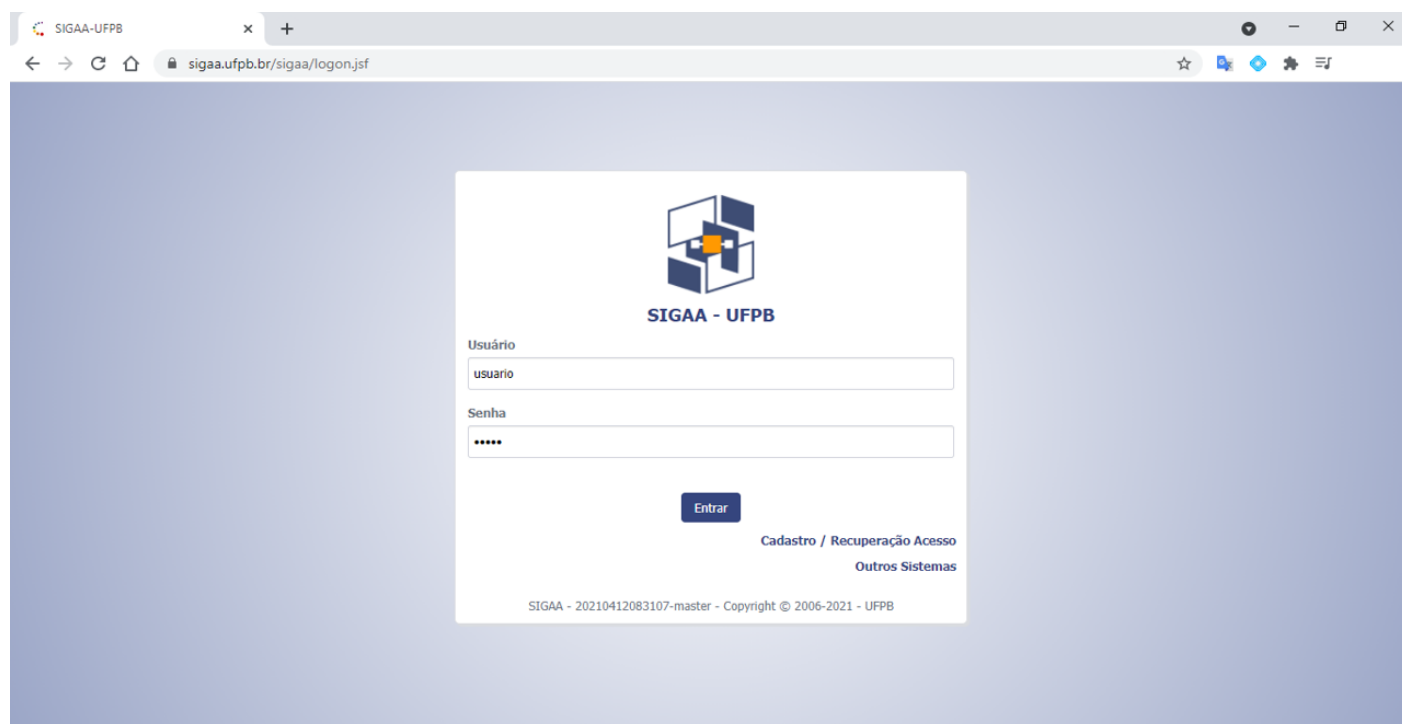 SIGAA-UFPB
sigaa.ufpb.br/sigaa/logon.jsf
SIGAA - UFPB
Usuário
usuario
Senha
•••••
Entrar
Cadastro / Recuperação Acesso
Outros Sistemas
SIGAA - 20210412083107-master - Copyright © 2006-2021 - UFPB